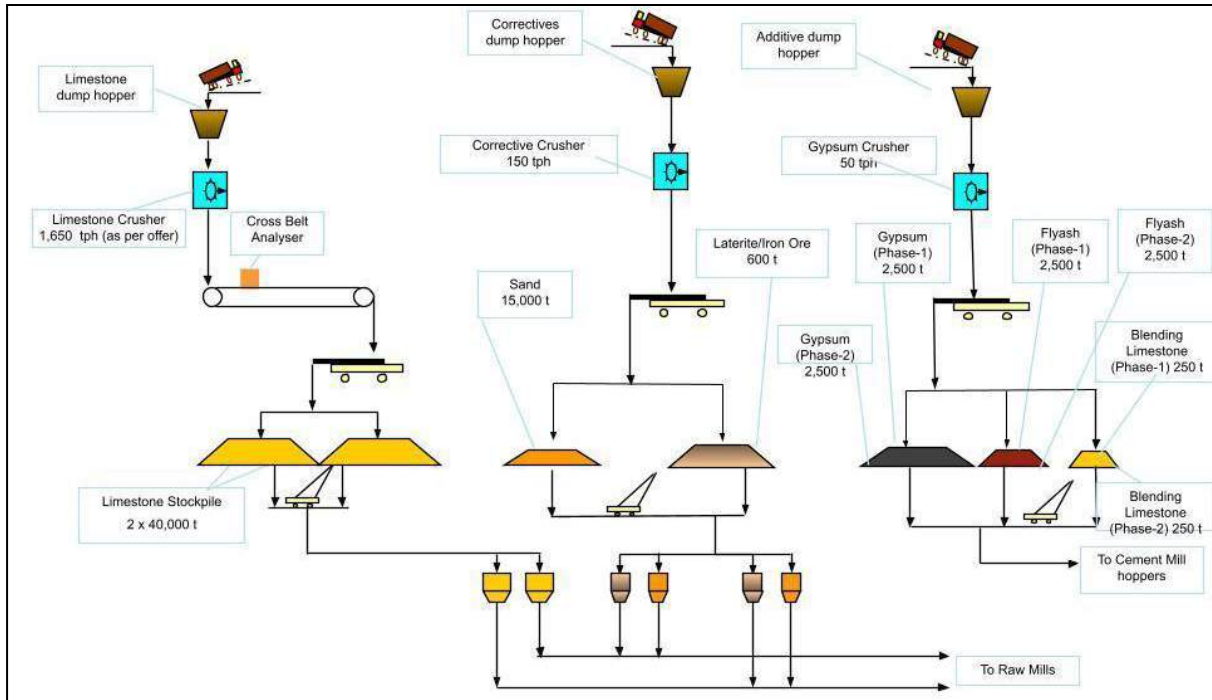 Correctives
dump hopper
Additive dump
hopper
Limestone
dump hopper
Corrective Crusher
150 tph
Gypsum Crusher
50 tph
Limestone Crusher
1,650 tph (as per offer)
Cross Belt
Analyser
Sand
15,000 t
Laterite/Iron Ore
600 t
Gypsum
(Phase-1)
2,500 t
Flyash
(Phase-1)
2,500 t
Flyash
(Phase-2)
2,500 t
Gypsum
(Phase-2)
2,500 t
Blending
Limestone
(Phase-1) 250 t
Limestone Stockpile
2 x 40,000 t
Blending
Limestone
(Phase-2) 250 t
To Cement Mill
hoppers
To Raw Mills